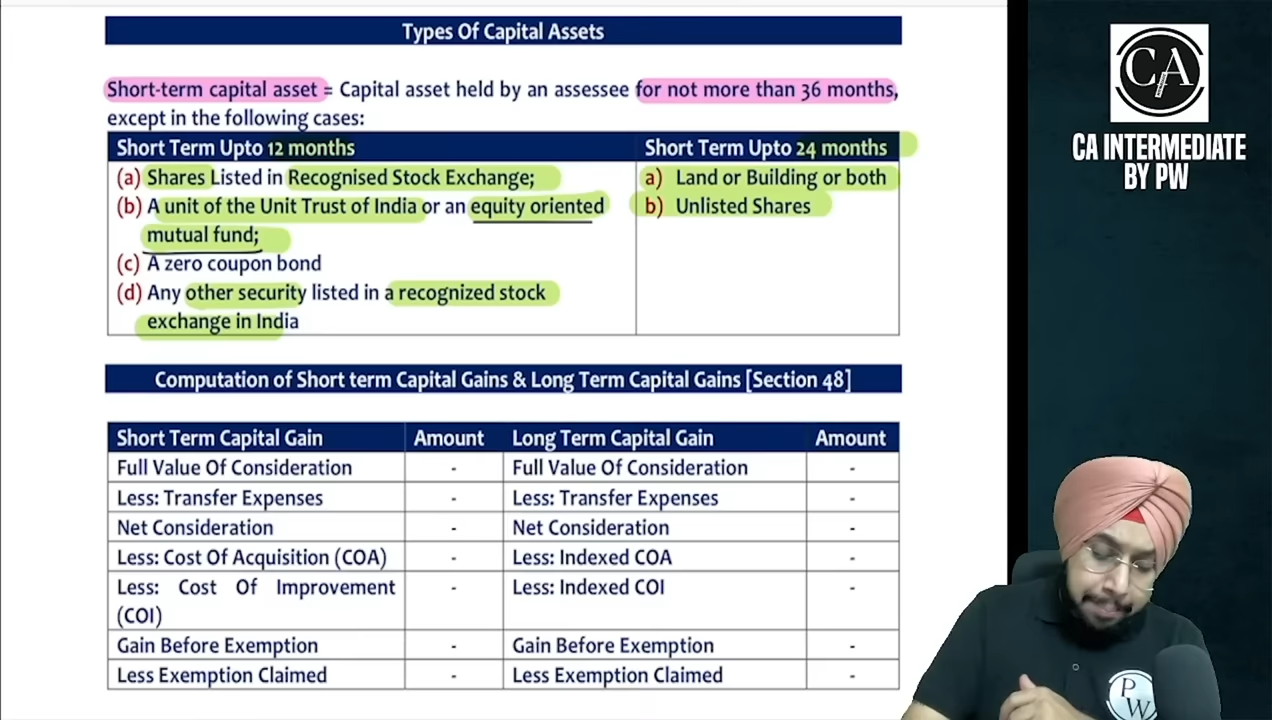 Types Of Capital Assets
Short-term capital asset = Capital asset held by an assessee for not more than 36 months,
except in the following cases:
Short Term Upto 12 months
(a) Shares Listed in Recognised Stock Exchange;
(b) A unit of the Unit Trust of India or an equity oriented
mutual fund;
(c) A zero coupon bond
(d) Any other security listed in a recognized stock
exchange in India
Short Term Upto 24 months
a) Land or Building or both
b) Unlisted Shares
Computation of Short term Capital Gains & Long Term Capital Gains [Section 48]
Short Term Capital Gain Amount Long Term Capital Gain Amount
Full Value Of Consideration - Full Value Of Consideration -
Less: Transfer Expenses - Less: Transfer Expenses -
Net Consideration - Net Consideration -
Less: Cost Of Acquisition (COA) - Less: Indexed COA -
Less: Cost Of Improvement - Less: Indexed COI -
(COI)
Gain Before Exemption - Gain Before Exemption -
Less Exemption Claimed - Less Exemption Claimed -
CA
CA INTERMEDIATE
BY PW
P
W